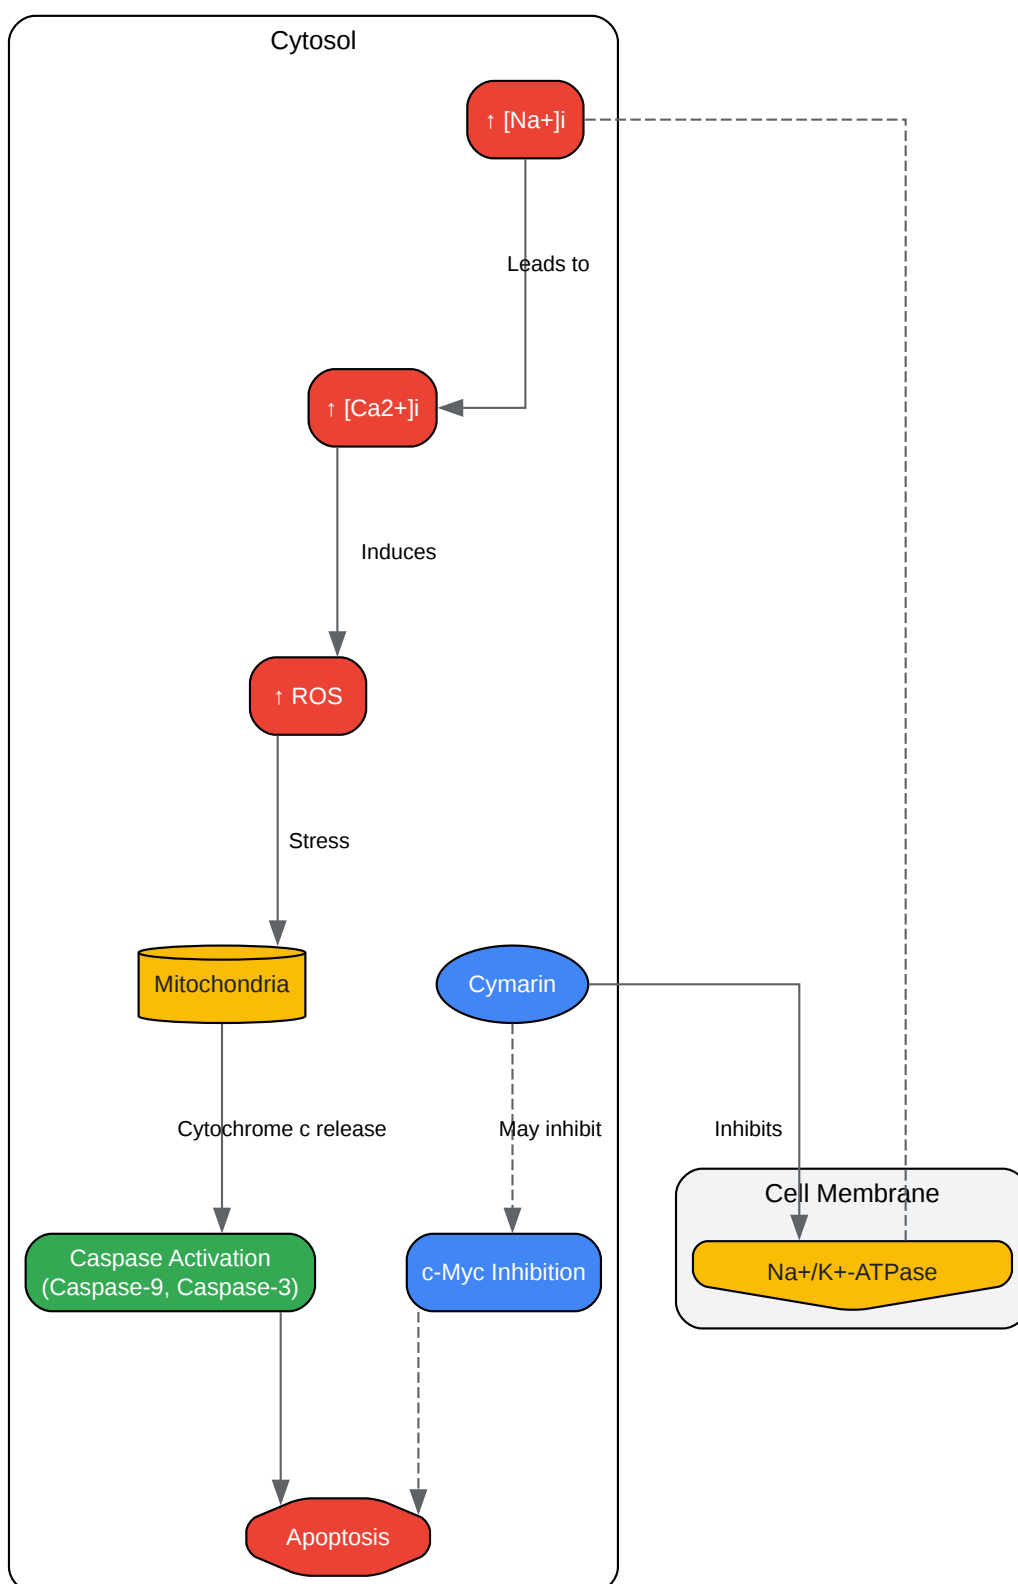 Cytosol
↑ [Na+]i
Leads to
↑ [Ca2+]i
Induces
↑ ROS
Stress
Mitochondria
Cymarin
Cytochrome c release
May inhibit
Inhibits
Cell Membrane
Caspase Activation
(Caspase-9, Caspase-3)
c-Myc Inhibition
Na+/K+-ATPase
Apoptosis